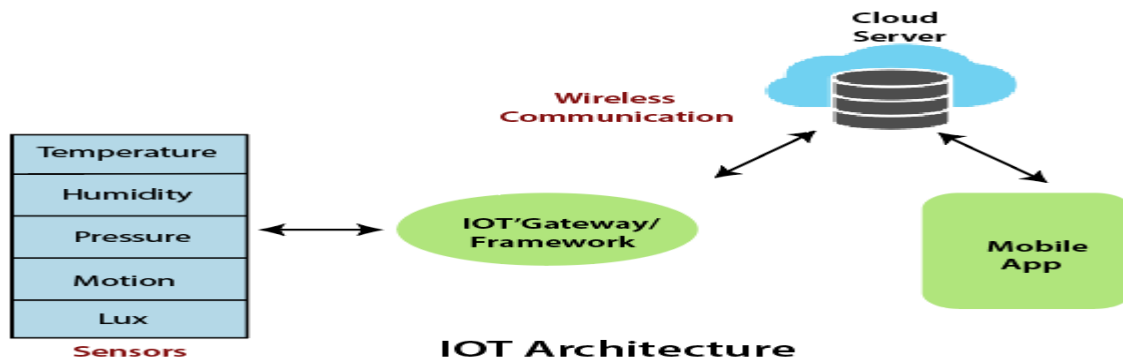 Cloud
Server
Wireless
Communication
Temperature
Humidity
Pressure
Motion
Lux
Sensors
IOT'Gateway/
Framework
Mobile
App
IOT Architecture